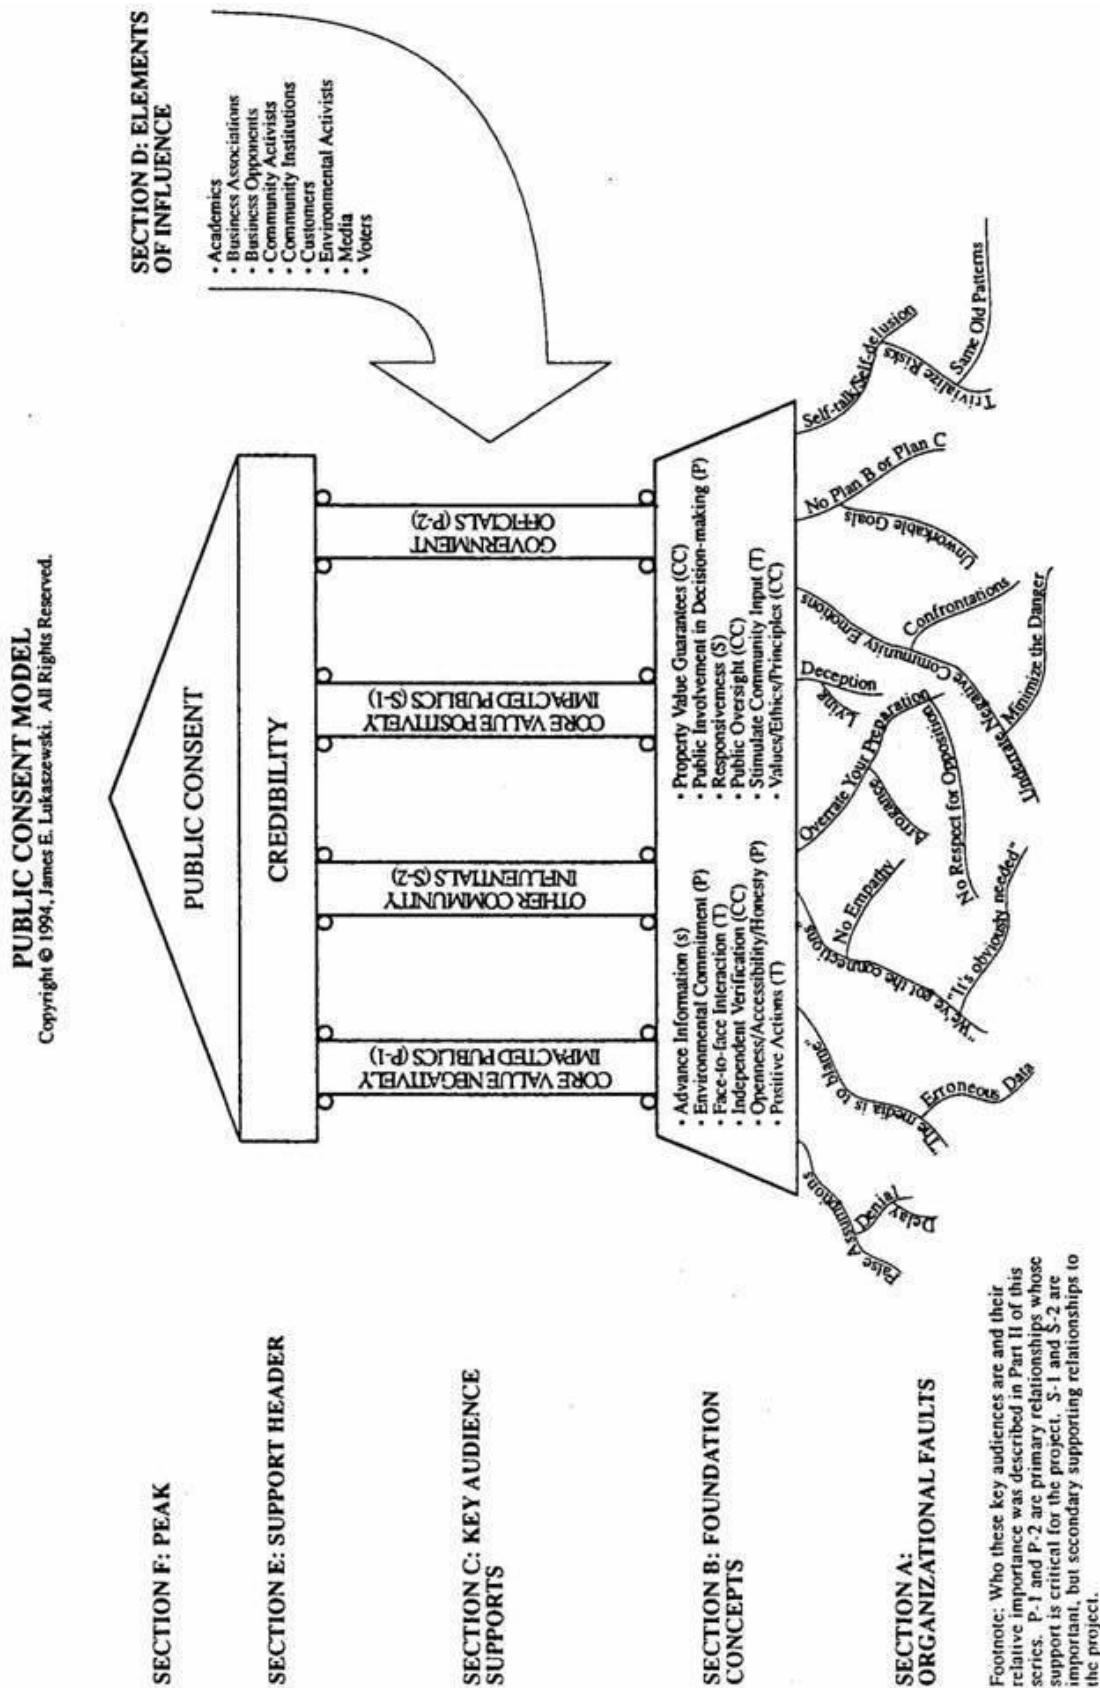 PUBLIC CONSENT MODEL
Copyright © 1994, James E. Lukaszewski. All Rights Reserved.
SECTION D: ELEMENTS
OF INFLUENCE
• Academics
• Business Associations
• Business Opponents
• Community Activists
• Community Institutions
• Customers
• Environmental Activists
• Media
• Voters
SECTION F: PEAK
PUBLIC CONSENT
SECTION E: SUPPORT HEADER
CREDIBILITY
SECTION C: KEY AUDIENCE
SUPPORTS
CORE VALUE NEGATIVELY
IMPACTED PUBLICS (P-1)
OTHER COMMUNITY
INFLUENTIALS (S-2)
CORE VALUE POSITIVELY
IMPACTED PUBLICS (S-1)
GOVERNMENT
OFFICIALS (P-2)
SECTION B: FOUNDATION
CONCEPTS
• Advance Information (s)
• Environmental Commitment (P)
• Face-to-face Interaction (T)
• Independent Verification (CC)
• Openness/Accessibility/Honesty (P)
• Positive Actions (T)
• Property Value Guarantees (CC)
• Public Involvement in Decision-making (P)
• Responsiveness (S)
• Public Oversight (CC)
• Stimulate Community Input (T)
• Values/Ethics/Principles (CC)
SECTION A:
ORGANIZATIONAL FAULTS
False Assumptions
Denial
Delay
"The media is to blame"
Erroneous Data
"We've got the connections"
No Empathy
"It's obviously needed"
Overrate Your Preparation
Arrogance
No Respect for Opposition
Deception
Lying
Undertake Negative Community Emotions
Confrontations
Minimize the Danger
No Plan B or Plan C
Unworkable Goals
Self-talk/Self-delusion
Trivialize Risks
Same Old Patterns
Footnote: Who these key audiences are and their
relative importance was described in Part II of this
series. P-1 and P-2 are primary relationships whose
support is critical for the project. S-1 and S-2 are
important, but secondary supporting relationships to
the project.